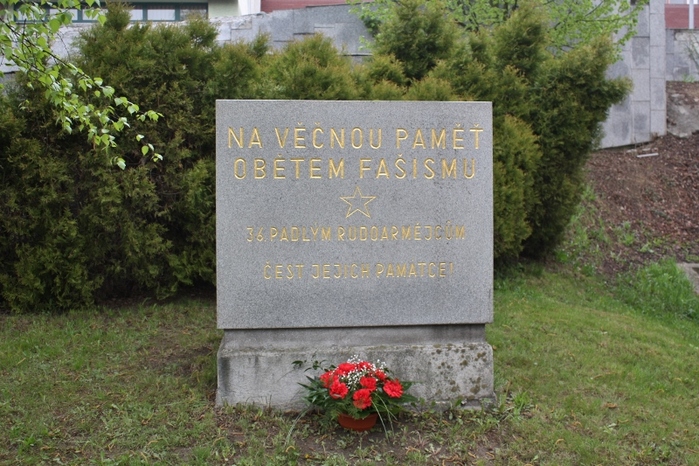 NA VĚČNOU PAMĚŤ
OBĚTEM FAŠISMU
36 PADLÝM RUDOARMĚJCŮM
ČEST JEJICH PAMÁTCE!